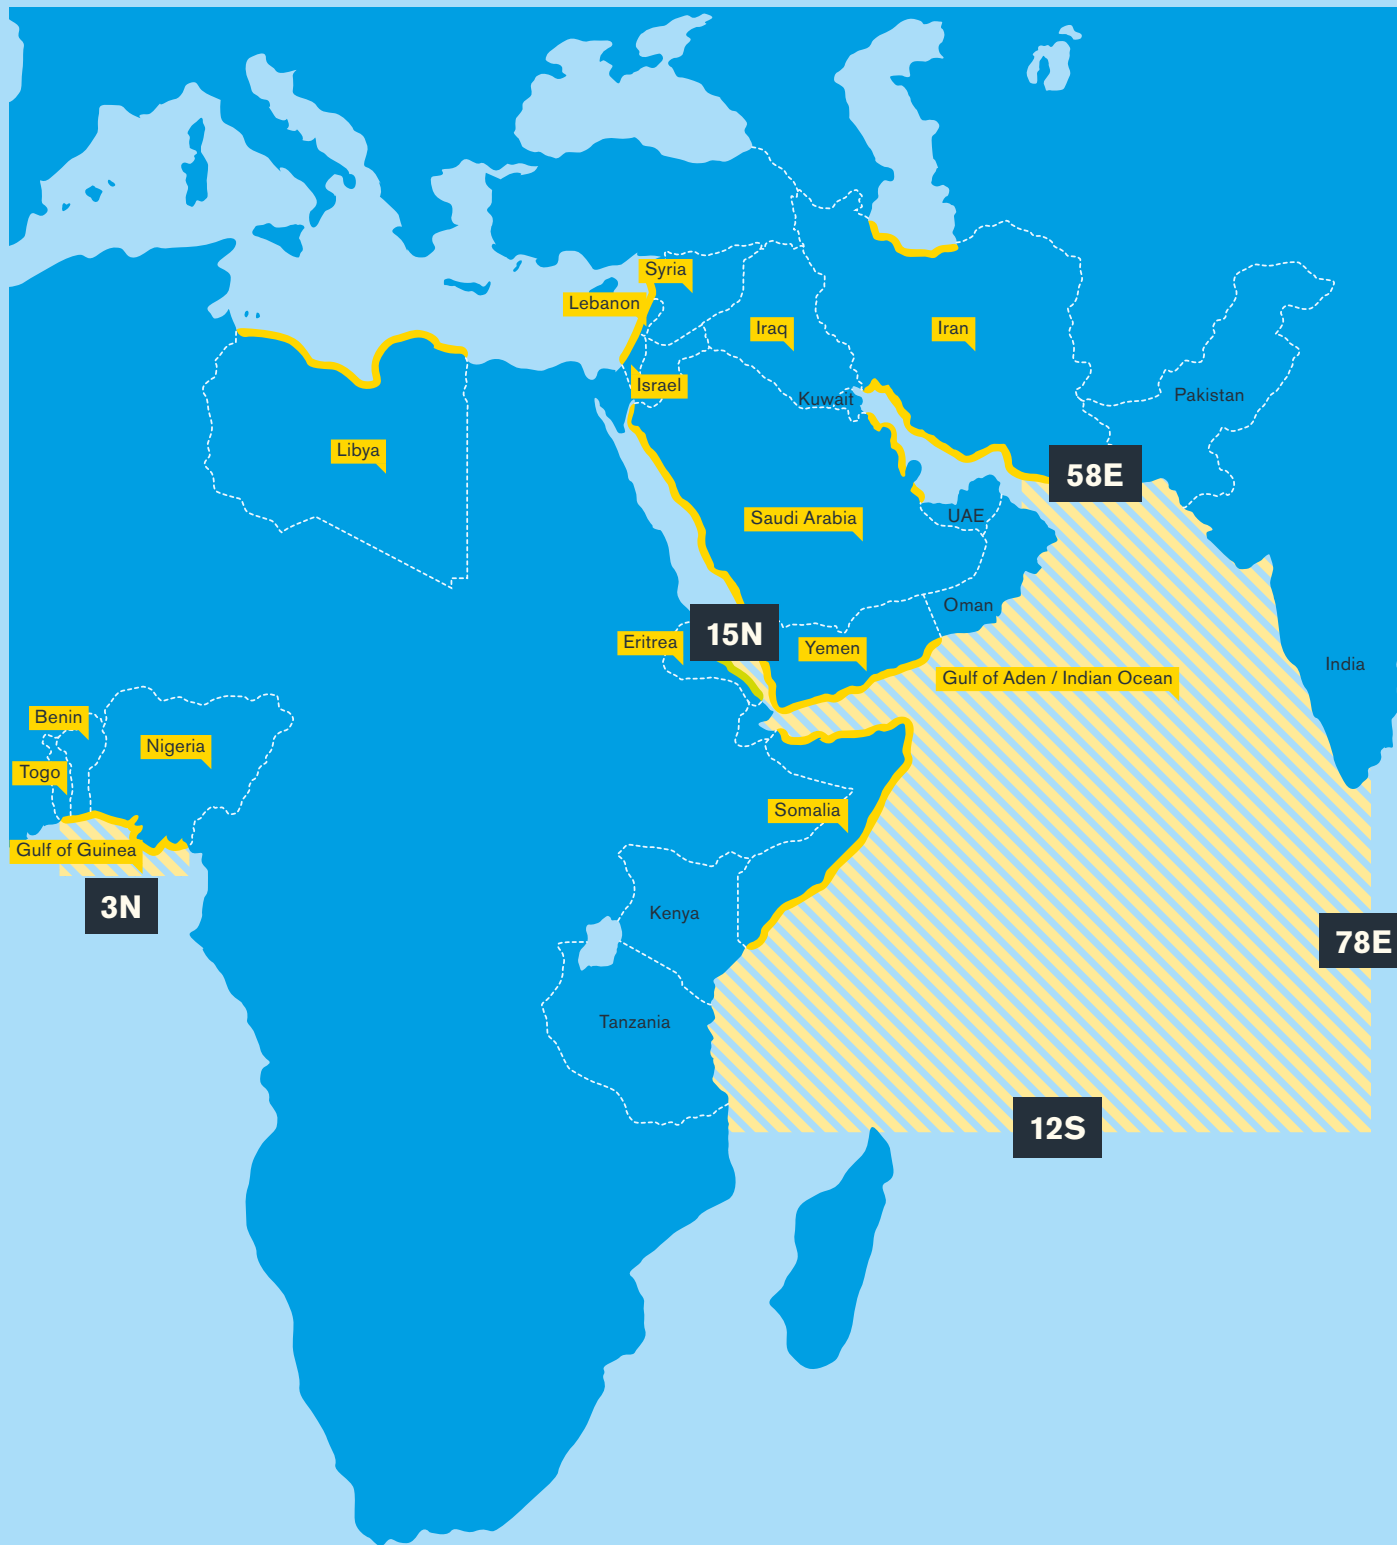 Syria
Lebanon
Iraq
Iran
Israel
Kuwait
Pakistan
Libya
58E
Saudi Arabia
UAE
Oman
15N
Eritrea
Yemen
India
Gulf of Aden / Indian Ocean
Benin
Nigeria
Togo
Somalia
Gulf of Guinea
3N
Kenya
78E
Tanzania
12S